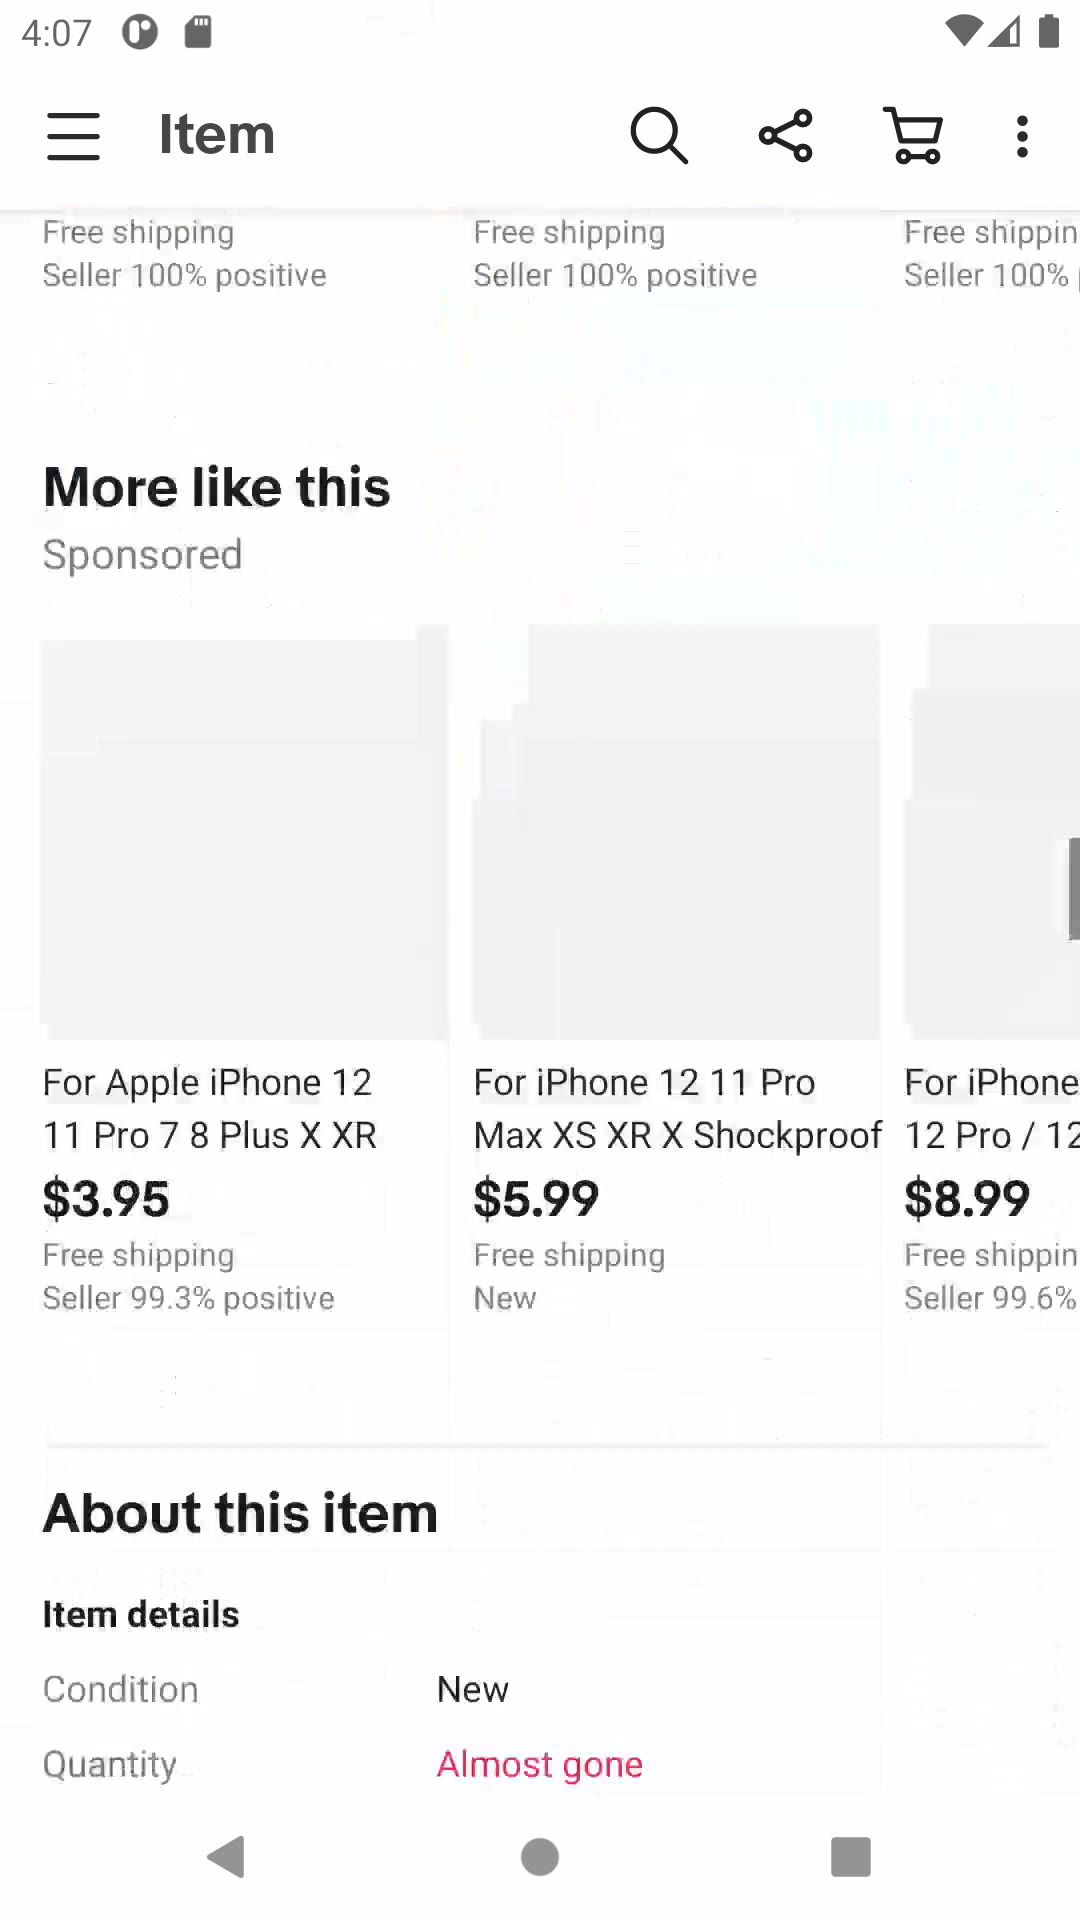 4:07
Item
Free shipping
Seller 100% positive
Free shipping
Seller 100% positive
Free shippin
Seller 100%
More like this
Sponsored
For Apple iPhone 12
11 Pro 7 8 Plus X XR
$3.95
Free shipping
Seller 99.3% positive
For iPhone 12 11 Pro
Max XS XR X Shockproof
$5.99
Free shipping
New
For iPhone
12 Pro / 12
$8.99
Free shippin
Seller 99.6%
About this item
Item details
Condition New
Quantity Almost gone